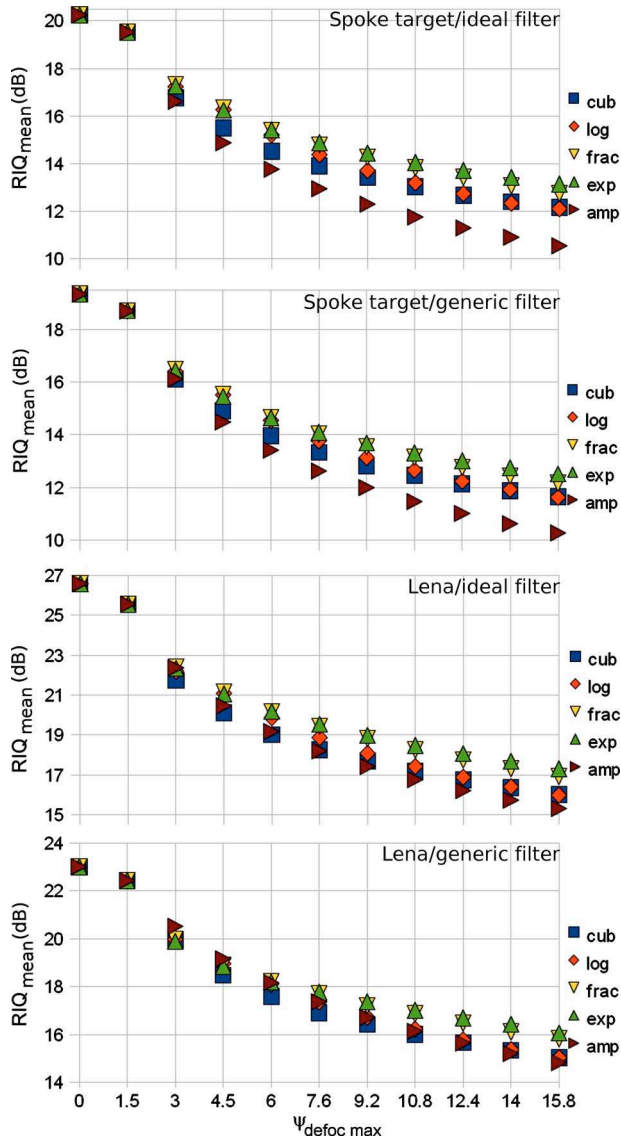 Spoke target/ideal filter
RIQmean (dB)
20
18
16
14
12
10
cub
log
frac
exp
amp
Spoke target/generic filter
RIQmean (dB)
18
16
14
12
10
cub
log
frac
exp
amp
Lena/ideal filter
RIQmean (dB)
27
25
23
21
19
17
15
cub
log
frac
exp
amp
Lena/generic filter
RIQmean (dB)
24
22
20
18
16
14
cub
log
frac
exp
amp
0 1.5 3 4.5 6 7.6 9.2 10.8 12.4 14 15.8
Ψdefoc max